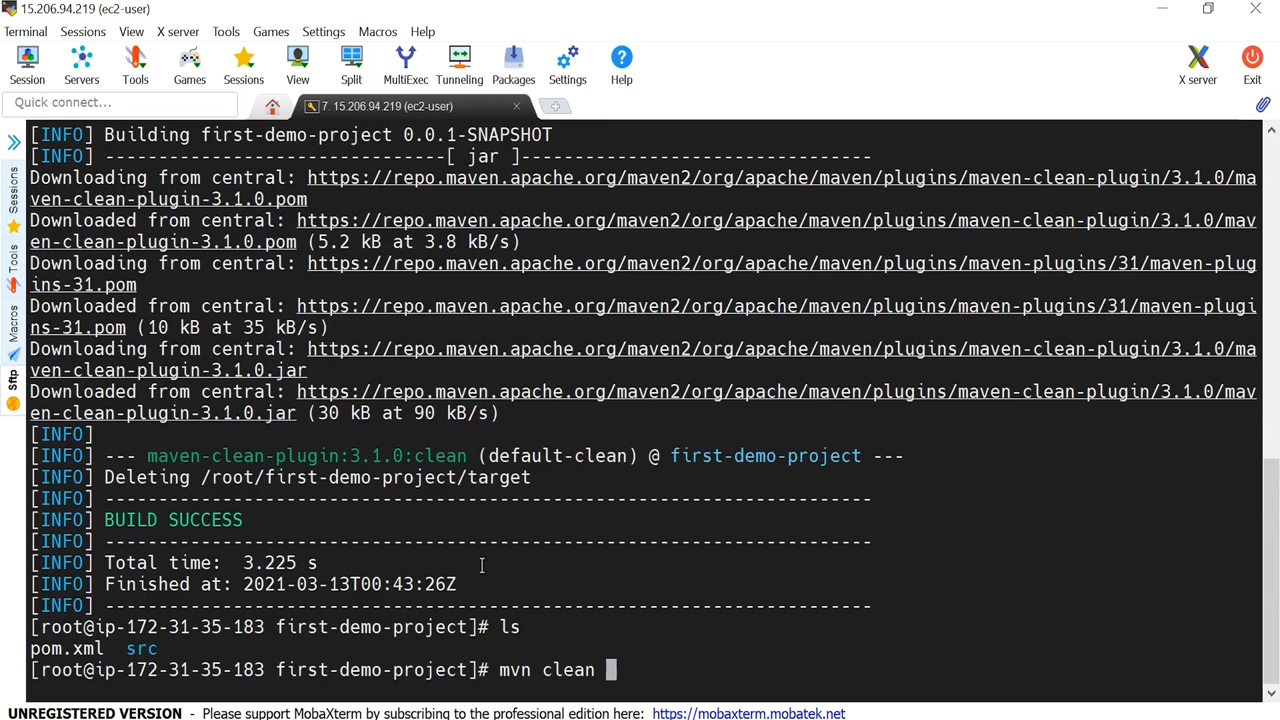 15.206.94.219 (ec2-user)
Terminal Sessions View X server Tools Games Settings Macros Help
Session Servers Tools Games Sessions View Split MultiExec Tunneling Packages Settings Help X server Exit
Quick connect...
7. 15.206.94.219 (ec2-user)
Sessions
Tools
Macros
Sftp
[INFO] Building first-demo-project 0.0.1-SNAPSHOT
[INFO] --------------------------------[ jar ]---------------------------------
Downloading from central: https://repo.maven.apache.org/maven2/org/apache/maven/plugins/maven-clean-plugin/3.1.0/ma
ven-clean-plugin-3.1.0.pom
Downloaded from central: https://repo.maven.apache.org/maven2/org/apache/maven/plugins/maven-clean-plugin/3.1.0/mav
en-clean-plugin-3.1.0.pom (5.2 kB at 3.8 kB/s)
Downloading from central: https://repo.maven.apache.org/maven2/org/apache/maven/plugins/maven-plugins/31/maven-plug
ins-31.pom
Downloaded from central: https://repo.maven.apache.org/maven2/org/apache/maven/plugins/maven-plugins/31/maven-plugi
ns-31.pom (10 kB at 35 kB/s)
Downloading from central: https://repo.maven.apache.org/maven2/org/apache/maven/plugins/maven-clean-plugin/3.1.0/ma
ven-clean-plugin-3.1.0.jar
Downloaded from central: https://repo.maven.apache.org/maven2/org/apache/maven/plugins/maven-clean-plugin/3.1.0/mav
en-clean-plugin-3.1.0.jar (30 kB at 90 kB/s)
[INFO]
[INFO] --- maven-clean-plugin:3.1.0:clean (default-clean) @ first-demo-project ---
[INFO] Deleting /root/first-demo-project/target
[INFO] ------------------------------------------------------------------------
[INFO] BUILD SUCCESS
[INFO] ------------------------------------------------------------------------
[INFO] Total time:  3.225 s
[INFO] Finished at: 2021-03-13T00:43:26Z
[INFO] ------------------------------------------------------------------------
[root@ip-172-31-35-183 first-demo-project]# ls
pom.xml  src
[root@ip-172-31-35-183 first-demo-project]# mvn clean
UNREGISTERED VERSION - Please support MobaXterm by subscribing to the professional edition here: https://mobaxterm.mobatek.net